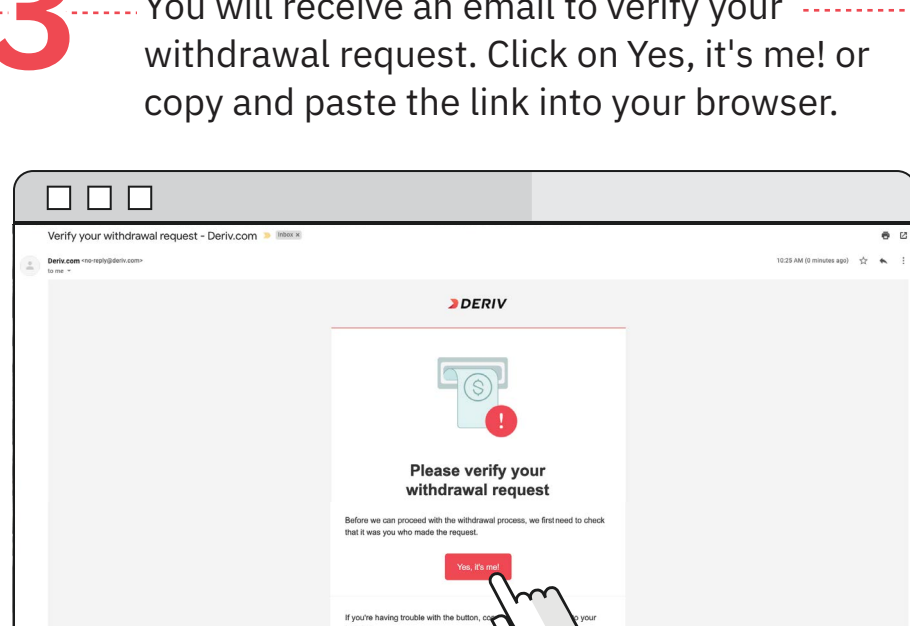 3
You will receive an email to verify your
withdrawal request. Click on Yes, it's me! or
copy and paste the link into your browser.
Verify your withdrawal request - Deriv.com Inbox x
Deriv.com <no-reply@deriv.com> 10:25 AM (0 minutes ago)
to me
DERIV
$
!
Please verify your
withdrawal request
Before we can proceed with the withdrawal process, we first need to check
that it was you who made the request.
Yes, it's me!
If you're having trouble with the button, your